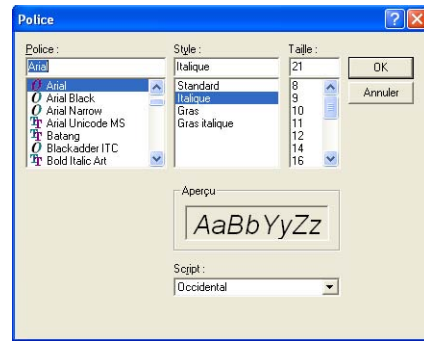 Police
Police :
Style :
Taille :
Arial
Italique
21
OK
Annuler
Arial
Arial Black
Arial Narrow
Arial Unicode MS
Batang
Blackadder ITC
Bold Italic Art
Standard
Italique
Gras
Gras italique
8
9
10
11
12
14
16
Aperçu
AaBbYyZz
Script :
Occidental